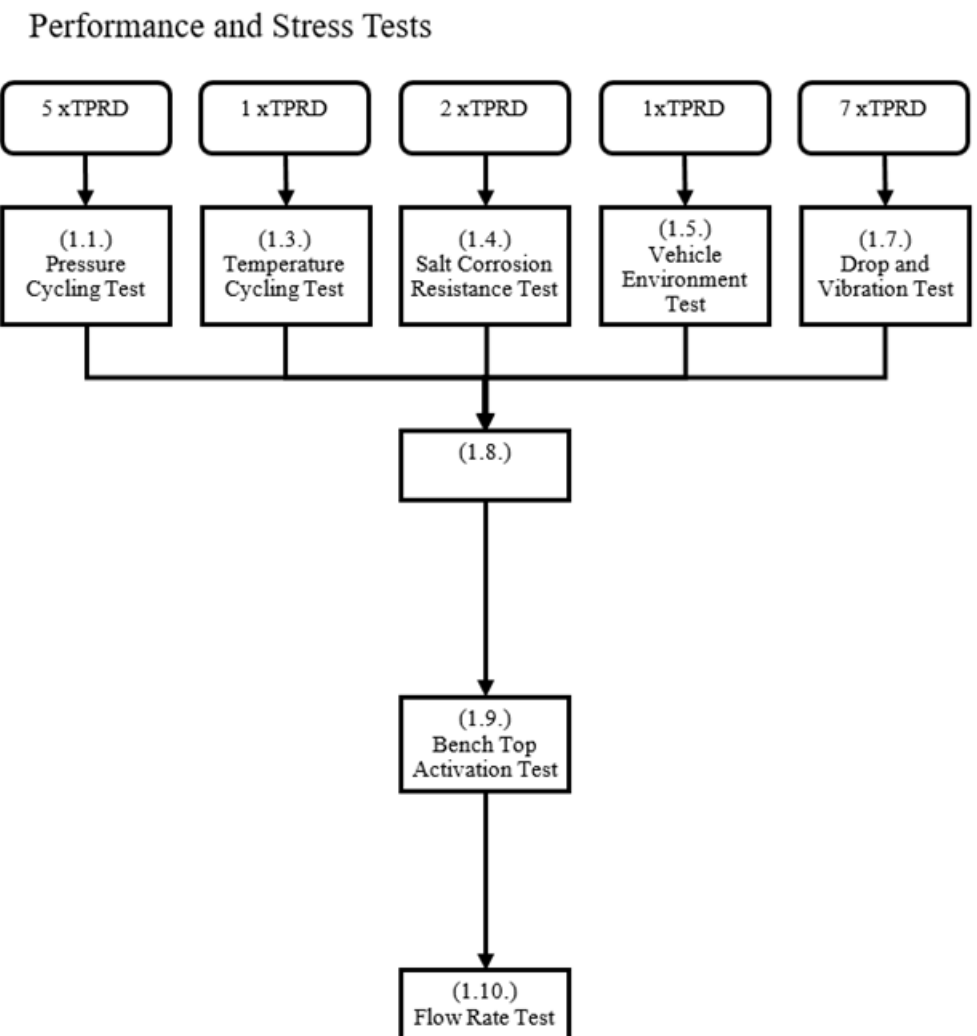 Performance and Stress Tests
5 xTPRD
1 xTPRD
2 xTPRD
1xTPRD
7 xTPRD
(1.1.)
Pressure
Cycling Test
(1.3.)
Temperature
Cycling Test
(1.4.)
Salt Corrosion
Resistance Test
(1.5.)
Vehicle
Environment
Test
(1.7.)
Drop and
Vibration Test
(1.8.)
(1.9.)
Bench Top
Activation Test
(1.10.)
Flow Rate Test